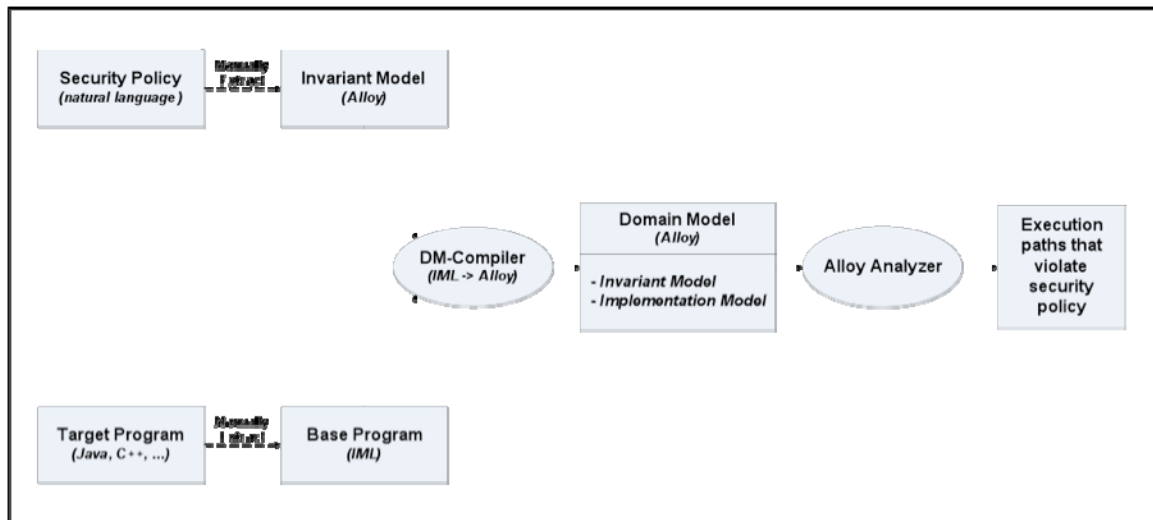 Security Policy
(natural language)
Manually
Extract
Invariant Model
(Alloy)
DM-Compiler
(IML -> Alloy)
Domain Model
(Alloy)
- Invariant Model
- Implementation Model
Alloy Analyzer
Execution
paths that
violate
security
policy
Target Program
(Java, C++, ...)
Manually
Extract
Base Program
(IML)